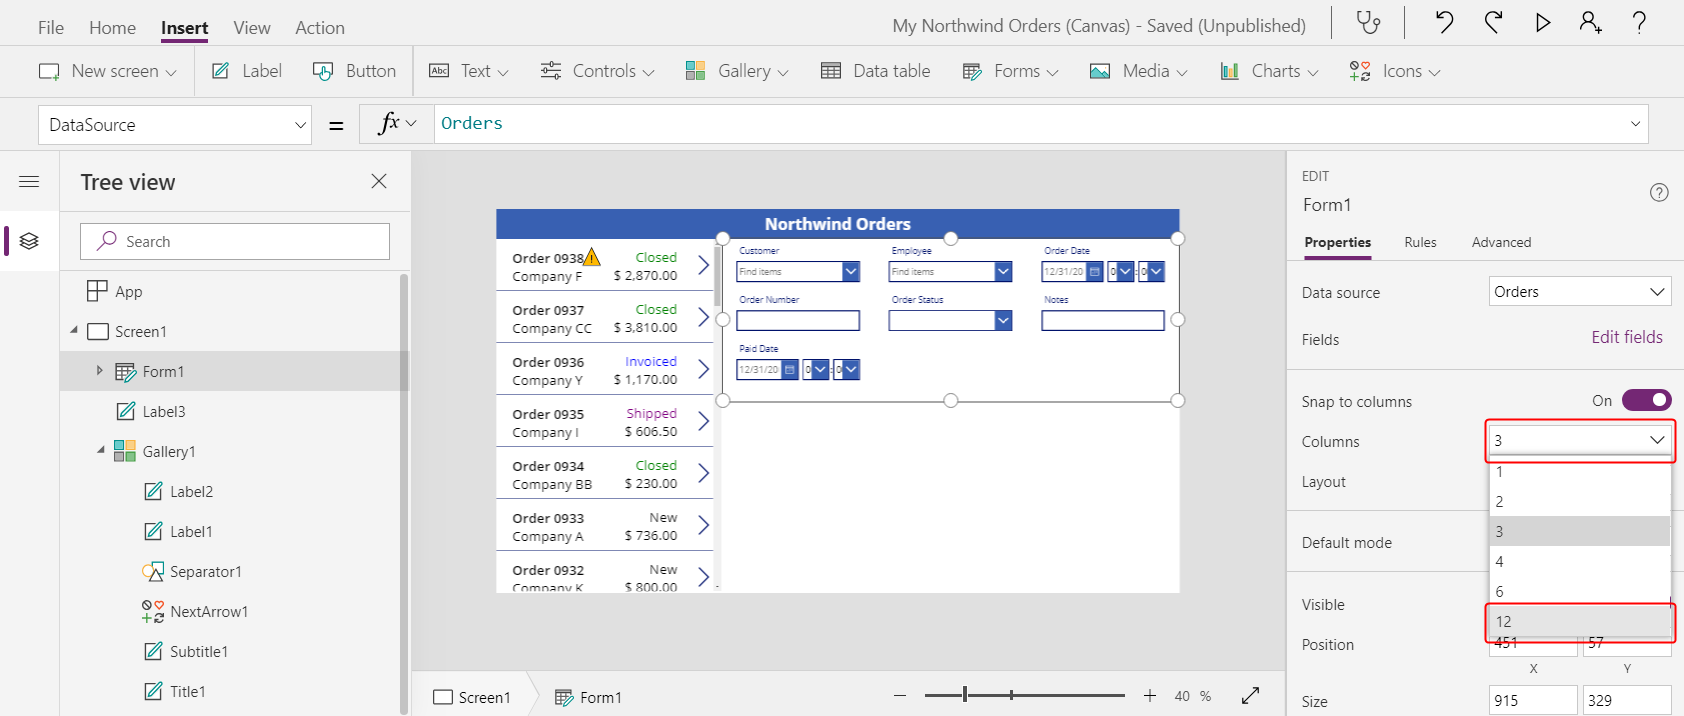 File Home Insert View Action
My Northwind Orders (Canvas) - Saved (Unpublished)
?
New screen Label Button Abc Text Controls Gallery Data table Forms Media Charts Icons
DataSource = fx Orders
Tree view
Search
App
Screen1
Form1
Label3
Gallery1
Label2
Label1
Separator1
NextArrow1
Subtitle1
Title1
Northwind Orders
Order 0938 Closed
Company F $ 2,870.00
Order 0937 Closed
Company CC $ 3,810.00
Order 0936 Invoiced
Company Y $ 1,170.00
Order 0935 Shipped
Company I $ 606.50
Order 0934 Closed
Company BB $ 230.00
Order 0933 New
Company A $ 736.00
Order 0932 New
Company K $ 800.00
Customer Employee Order Date
Find items Find items 12/31/20 0 : 0
Order Number Order Status Notes
Paid Date
12/31/20 0 : 0
Screen1 Form1
40 %
EDIT
Form1
?
Properties Rules Advanced
Data source Orders
Fields Edit fields
Snap to columns On
Columns 3
1
2
3
4
6
12
Layout
Default mode
Visible
Position 451 57
X Y
Size 915 329